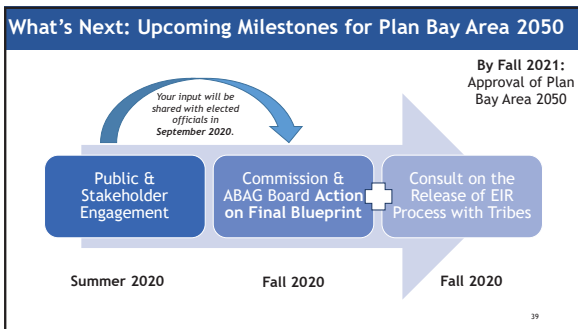 What's Next: Upcoming Milestones for Plan Bay Area 2050
By Fall 2021:
Approval of Plan
Bay Area 2050
Your input will be
shared with elected
officials in
September 2020.
Public &
Stakeholder
Engagement
Commission &
ABAG Board Action
on Final Blueprint
Consult on the
Release of EIR
Process with Tribes
Summer 2020
Fall 2020
Fall 2020
39